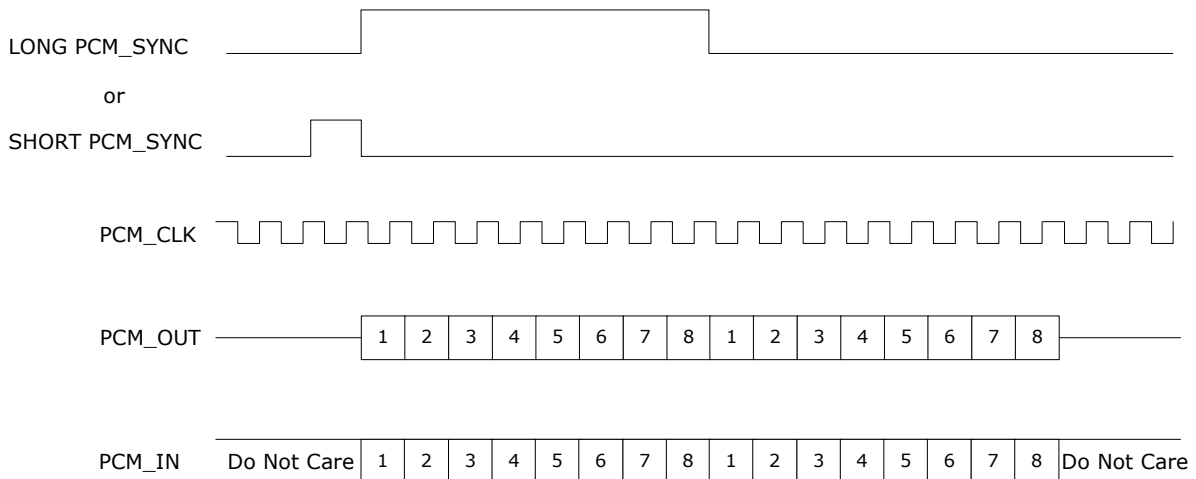 LONG PCM_SYNC
or
SHORT PCM_SYNC
PCM_CLK
PCM_OUT 1 2 3 4 5 6 7 8 1 2 3 4 5 6 7 8
PCM_IN Do Not Care 1 2 3 4 5 6 7 8 1 2 3 4 5 6 7 8 Do Not Care